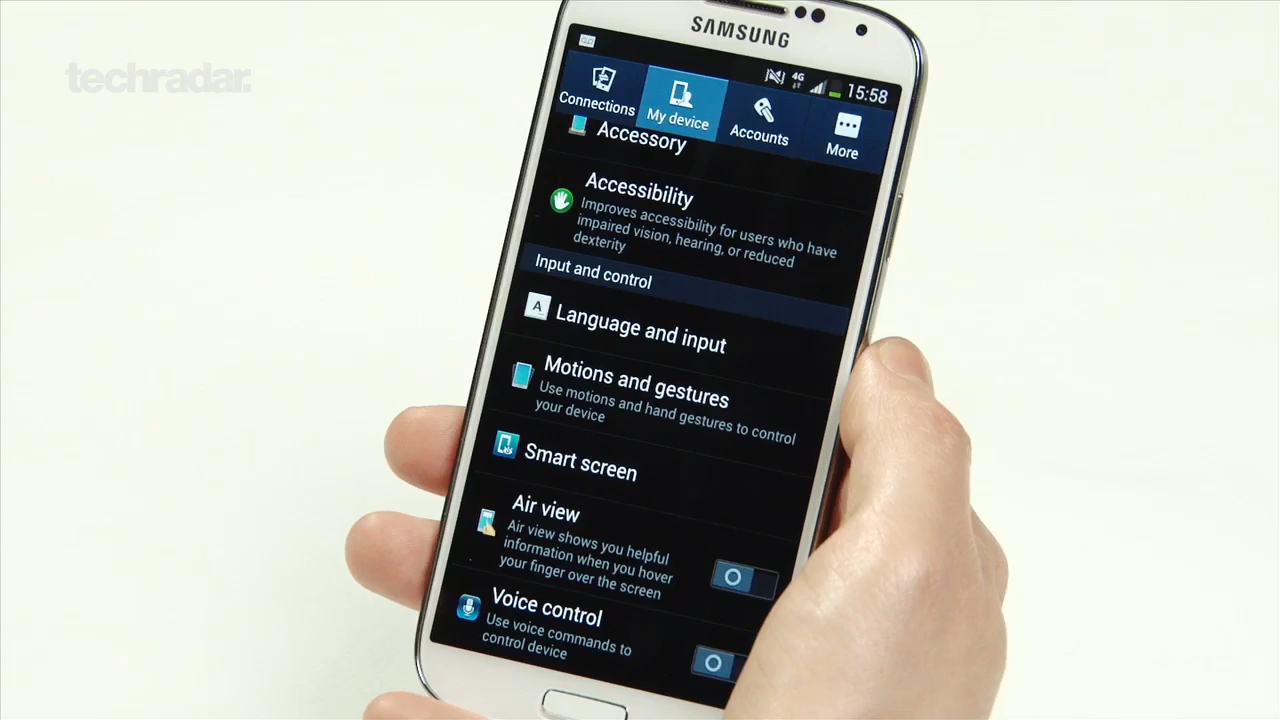 techradar.
SAMSUNG
4G 15:58
Connections My device Accounts More
Accessory
Accessibility
Improves accessibility for users who have
impaired vision, hearing, or reduced
dexterity
Input and control
A Language and input
Motions and gestures
Use motions and hand gestures to control
your device
Smart screen
Air view
Air view shows you helpful
information when you hover
your finger over the screen
Voice control
Use voice commands to
control device